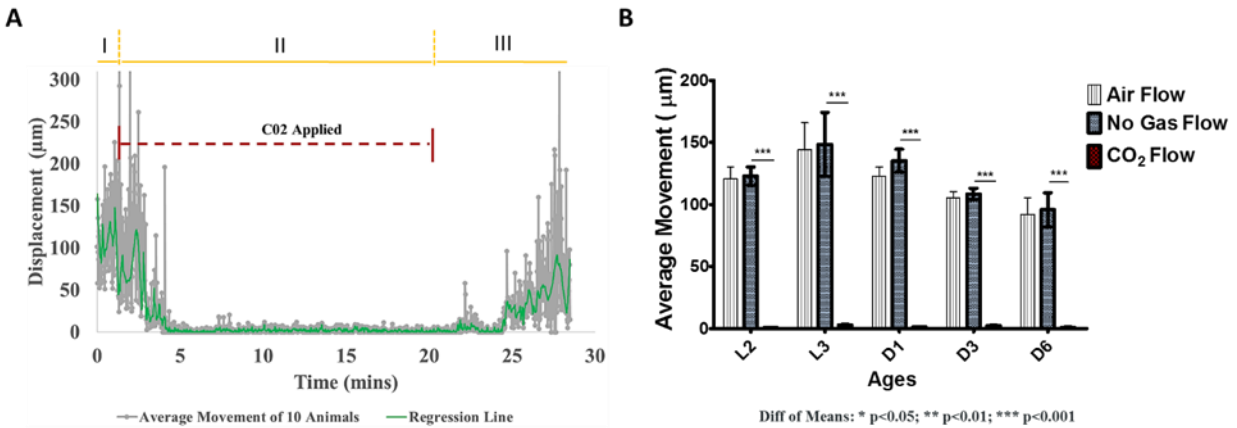 A
I II III
300
250
200
150
100
50
0
Displacement (µm)
C02 Applied
0 5 10 15 20 25 30
Time (mins)
Average Movement of 10 Animals Regression Line
B
200
150
100
50
0
Average Movement ( µm)
*** *** *** *** ***
Air Flow
No Gas Flow
CO₂ Flow
L2 L3 D1 D3 D6
Ages
Diff of Means: * p<0.05; ** p<0.01; *** p<0.001